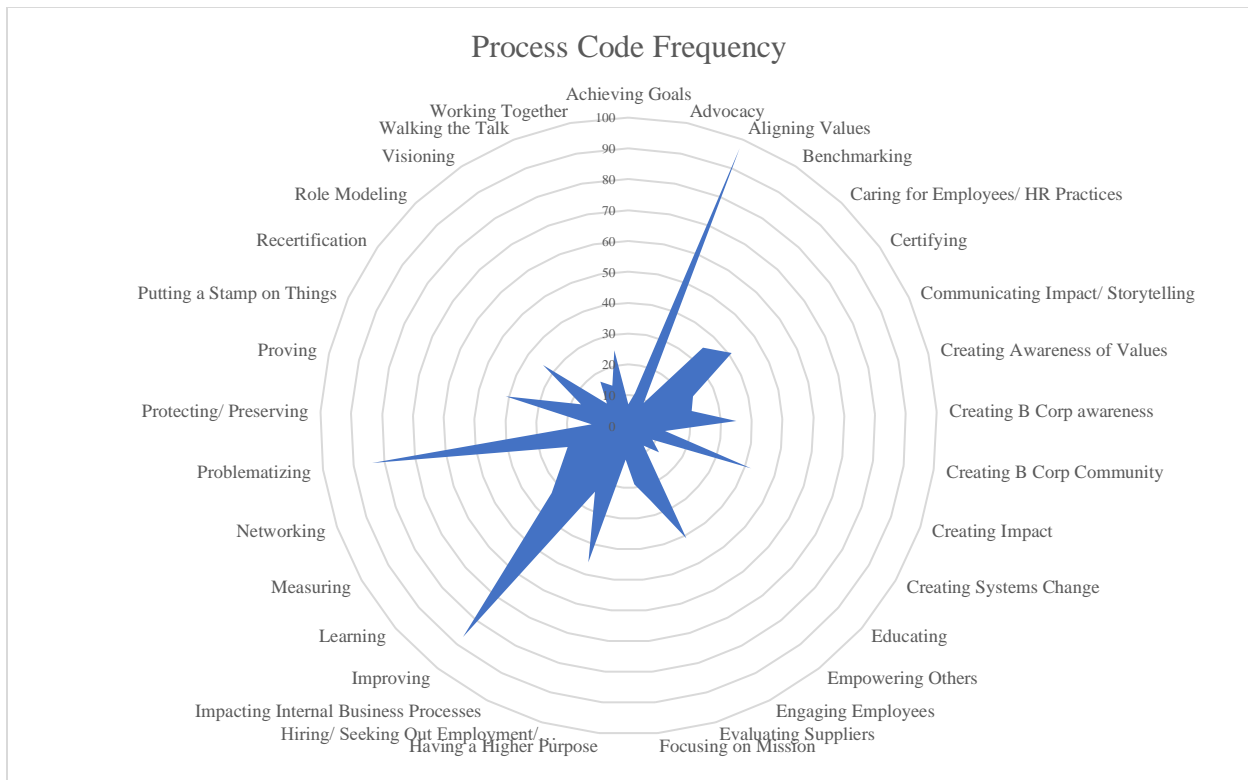 Process Code Frequency
Achieving Goals
Advocacy
Aligning Values
Benchmarking
Caring for Employees/ HR Practices
Certifying
Communicating Impact/ Storytelling
Creating Awareness of Values
Creating B Corp awareness
Creating B Corp Community
Creating Impact
Creating Systems Change
Educating
Empowering Others
Engaging Employees
Evaluating Suppliers
Focusing on Mission
Having a Higher Purpose
Hiring/ Seeking Out Employment/…
Impacting Internal Business Processes
Improving
Learning
Measuring
Networking
Problematizing
Protecting/ Preserving
Proving
Putting a Stamp on Things
Recertification
Role Modeling
Visioning
Walking the Talk
Working Together
100
90
80
70
60
50
40
30
20
10
0